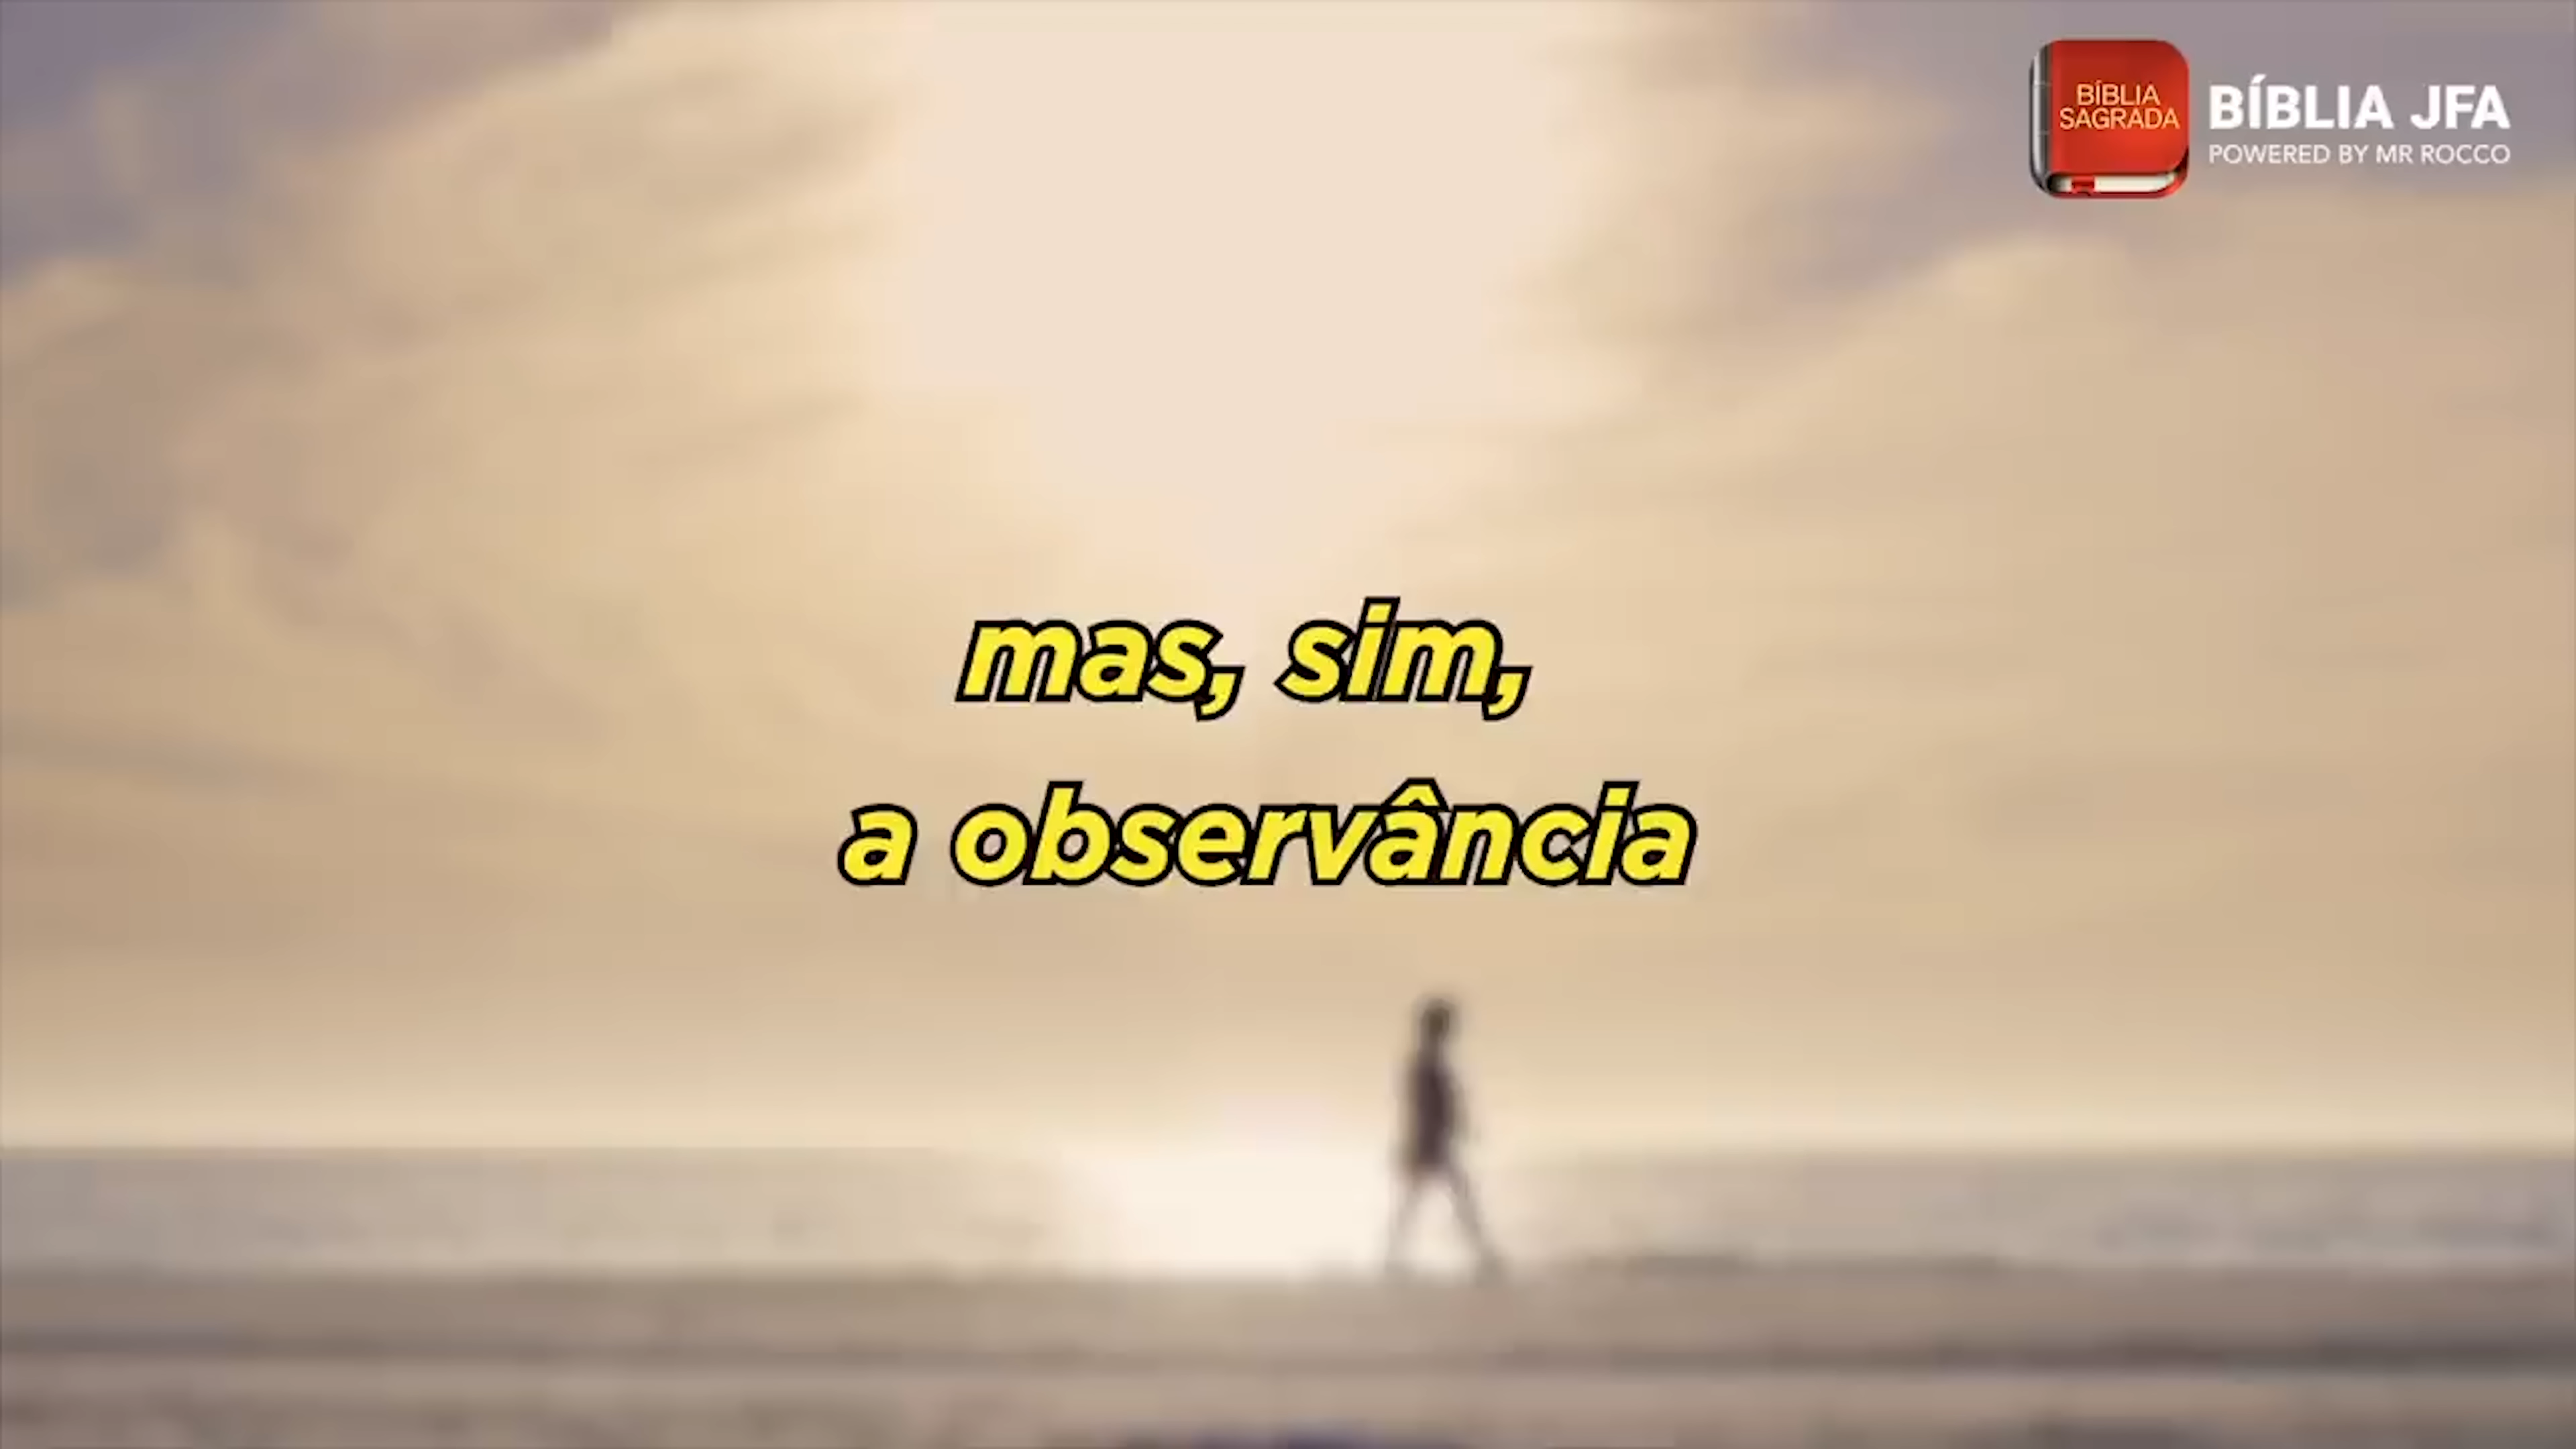 BÍBLIA
SAGRADA
BÍBLIA JFA
POWERED BY MR ROCCO
mas, sim,
a observância